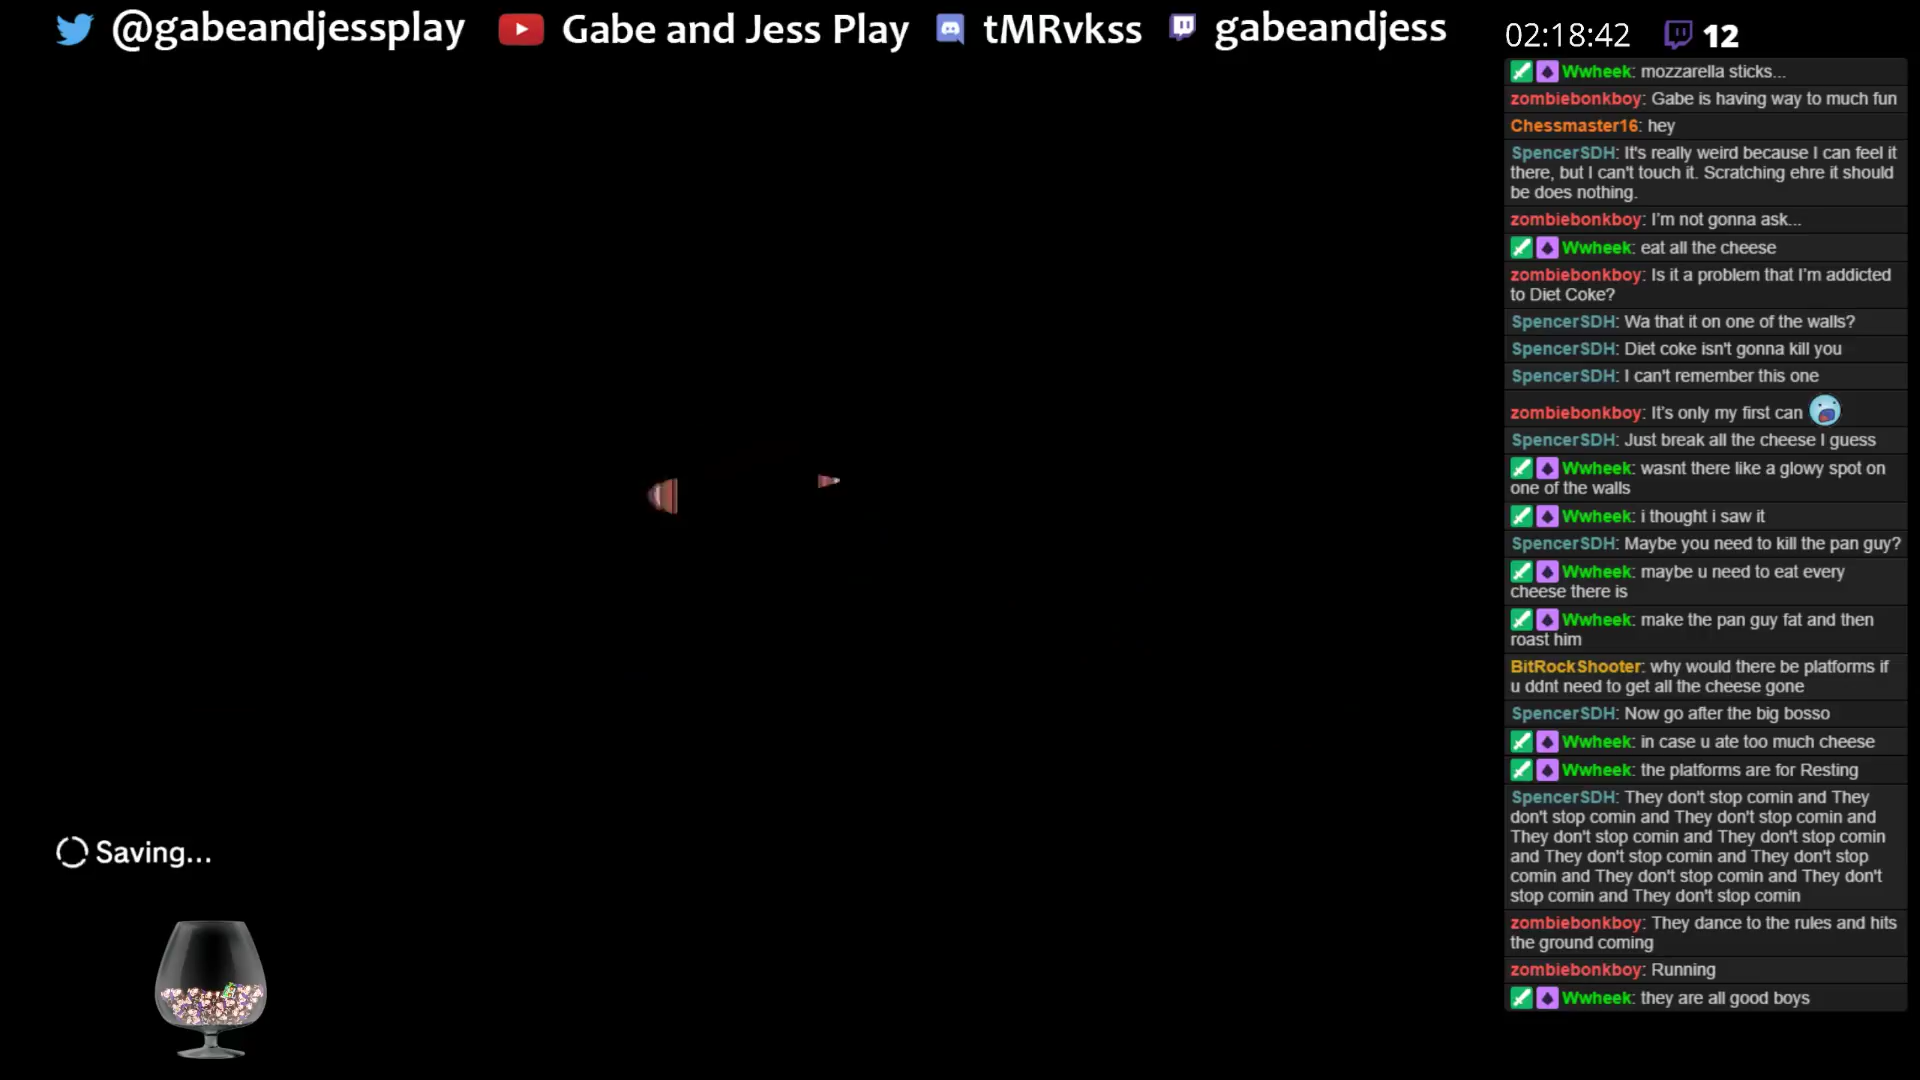 @gabeandjessplay Gabe and Jess Play tMRvkss gabeandjess
02:18:42 12
Wwheek: mozzarella sticks...
zombiebonkboy: Gabe is having way to much fun
Chessmaster16: hey
SpencerSDH: It's really weird because I can feel it
there, but I can't touch it. Scratching ehre it should
be does nothing.
zombiebonkboy: I'm not gonna ask...
Wwheek: eat all the cheese
zombiebonkboy: Is it a problem that I'm addicted
to Diet Coke?
SpencerSDH: Wa that it on one of the walls?
SpencerSDH: Diet coke isn't gonna kill you
SpencerSDH: I can't remember this one
zombiebonkboy: It's only my first can
SpencerSDH: Just break all the cheese I guess
Wwheek: wasnt there like a glowy spot on
one of the walls
Wwheek: i thought i saw it
SpencerSDH: Maybe you need to kill the pan guy?
Wwheek: maybe u need to eat every
cheese there is
Wwheek: make the pan guy fat and then
roast him
BitRockShooter: why would there be platforms if
u ddnt need to get all the cheese gone
SpencerSDH: Now go after the big bosso
Wwheek: in case u ate too much cheese
Wwheek: the platforms are for Resting
SpencerSDH: They don't stop comin and They
don't stop comin and They don't stop comin and
They don't stop comin and They don't stop comin
and They don't stop comin and They don't stop
comin and They don't stop comin and They don't
stop comin and They don't stop comin
zombiebonkboy: They dance to the rules and hits
the ground coming
zombiebonkboy: Running
Wwheek: they are all good boys
Saving...